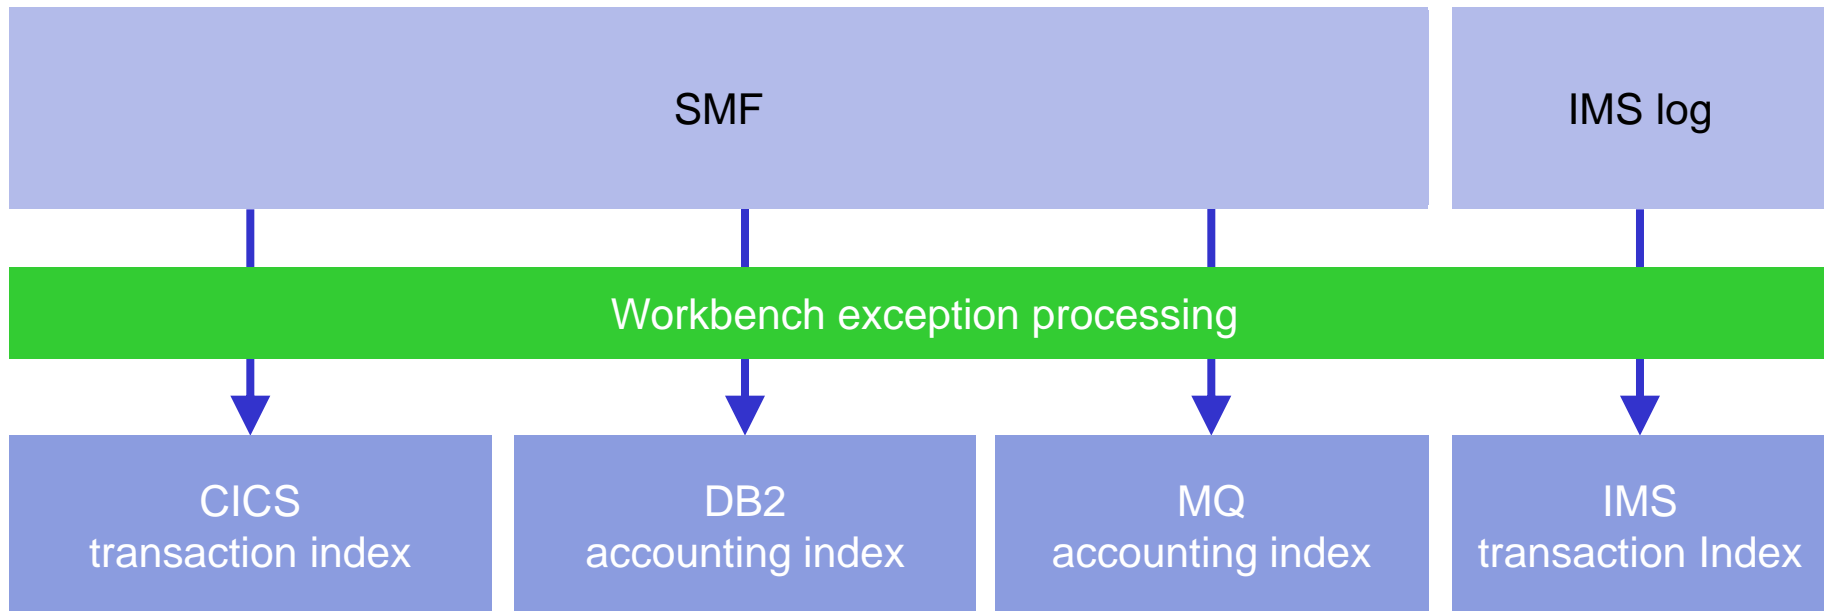 SMF
IMS log
Workbench exception processing
CICS
transaction index
DB2
accounting index
MQ
accounting index
IMS
transaction Index